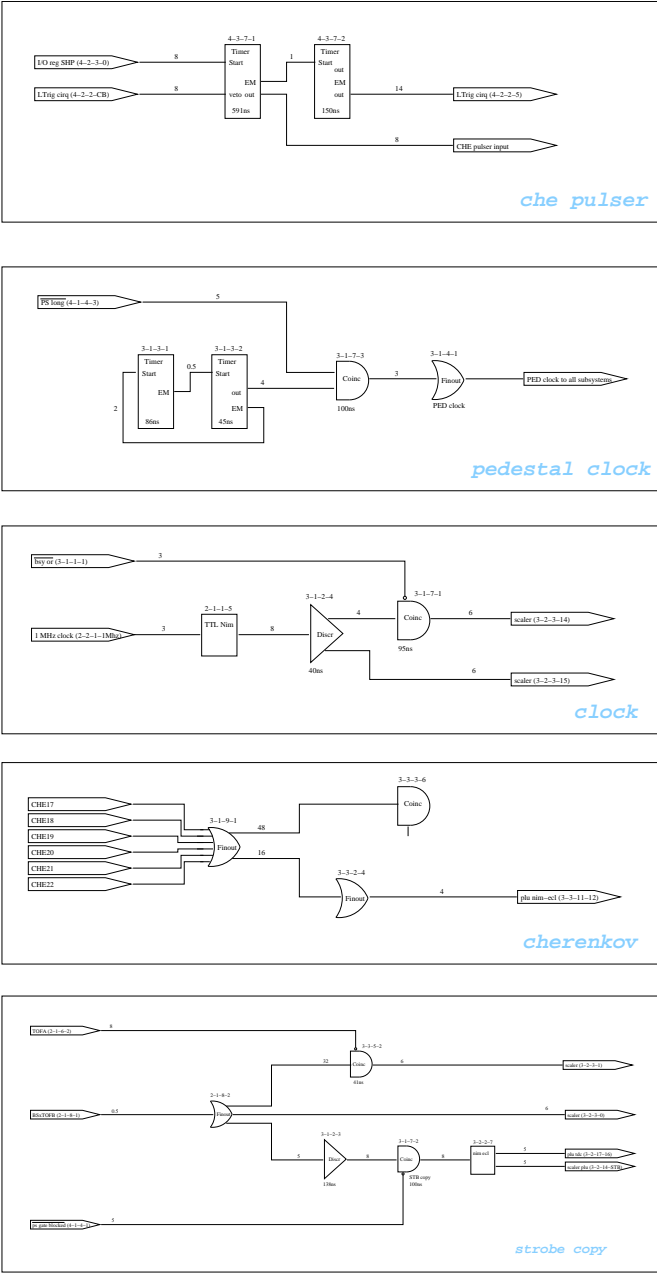 4−3−7−1
4−3−7−2
8
1
Timer
Timer
I/O reg SHP (4−2−3−0)
Start
Start
out
EM
EM
8
14
LTrig cirq (4−2−2−CB)
veto out
out
LTrig cirq (4−2−2−5)
591ns
150ns
8
CHE pulser input
che pulser
PS long (4−1−4−3)
5
3−1−3−1
3−1−3−2
3−1−7−3
3−1−4−1
Timer
0.5
Timer
Start
Start
Coinc
3
Finout
PED clock to all subsystems
EM
out
4
2
EM
100ns
PED clock
86ns
45ns
pedestal clock
bsy or (3−1−1−1)
3
3−1−2−4
3−1−7−1
2−1−1−5
4
6
TTL Nim
Coinc
scaler (3−2−3−14)
1 MHz clock (2−2−1−1Mhz)
3
8
Discr
95ns
40ns
6
scaler (3−2−3−15)
clock
3−3−3−6
CHE17
Coinc
CHE18
3−1−9−1
48
CHE19
Finout
CHE20
16
CHE21
3−3−2−4
CHE22
Finout
4
plu nim−ecl (3−3−11−12)
cherenkov
TOFA (2−1−6−2)
8
3−3−5−2
32
Coinc
6
scaler (3−2−3−1)
41ns
2−1−8−2
BSxTOFB (2−1−8−1)
0.5
Finout
6
scaler (3−2−3−0)
3−1−2−3
3−1−7−2
3−2−2−7
5
Discr
8
Coinc
8
nim ecl
5
plu tdc (3−2−17−16)
5
scaler plu (3−2−14−STB)
138ns
STB copy
100ns
ps gate blocked (4−1−4−1)
5
strobe copy